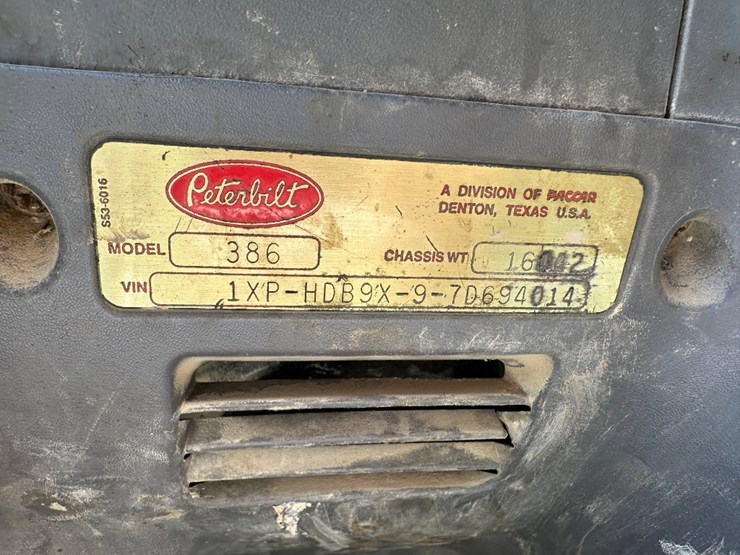 S53-6016
Peterbilt
A DIVISION OF PACCAR
DENTON, TEXAS U.S.A.
MODEL 386
CHASSIS WT 16042
VIN 1XP-HDB9X-9-7D694014